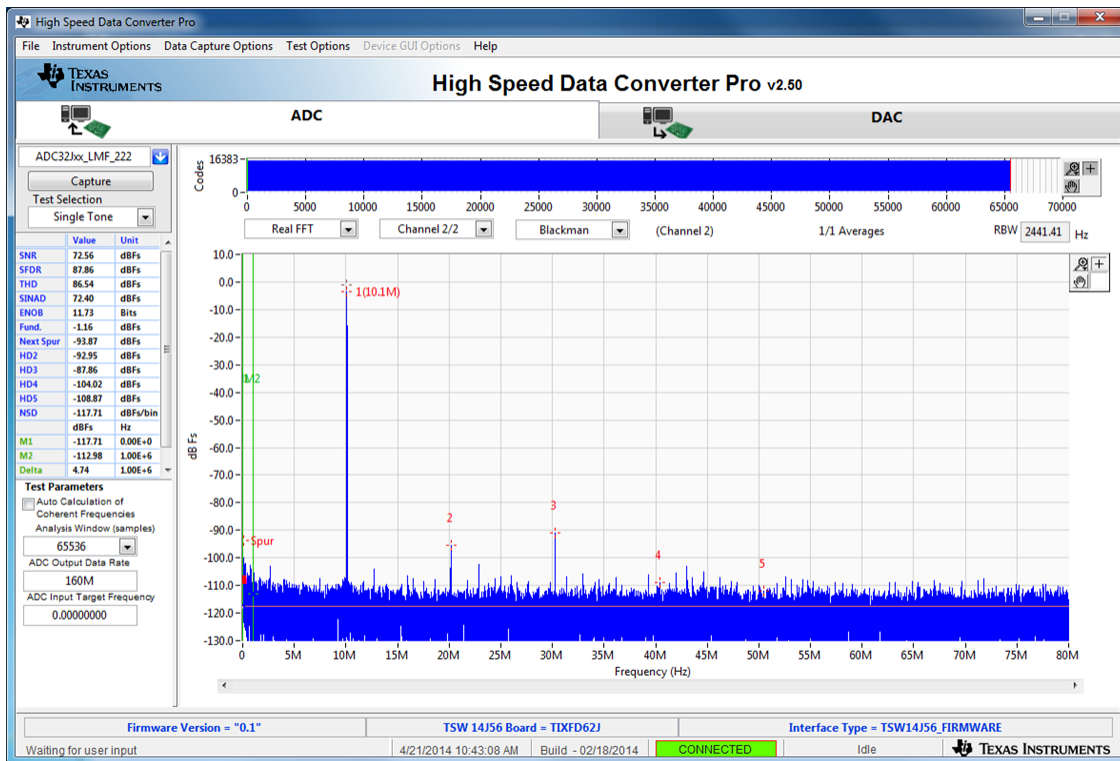 High Speed Data Converter Pro
File Instrument Options Data Capture Options Test Options Device GUI Options Help
TEXAS INSTRUMENTS
High Speed Data Converter Pro v2.50
ADC
DAC
ADC32Jxx_LMF_222
Capture
Test Selection
Single Tone
Value Unit
SNR 72.56 dBFs
SFDR 87.86 dBFs
THD 86.54 dBFs
SINAD 72.40 dBFs
ENOB 11.73 Bits
Fund. -1.16 dBFs
Next Spur -93.87 dBFs
HD2 -92.95 dBFs
HD3 -87.86 dBFs
HD4 -104.02 dBFs
HD5 -108.87 dBFs
NSD -117.71 dBFs/bin
dBFs Hz
M1 -117.71 0.00E+0
M2 -112.98 1.00E+6
Delta 4.74 1.00E+6
Test Parameters
Auto Calculation of
Coherent Frequencies
Analysis Window (samples)
65536
ADC Output Data Rate
160M
ADC Input Target Frequency
0.00000000
Codes
16383
0
0 5000 10000 15000 20000 25000 30000 35000 40000 45000 50000 55000 60000 65000 70000
Real FFT Channel 2/2 Blackman (Channel 2) 1/1 Averages RBW 2441.41 Hz
10.0
0.0
-10.0
-20.0
-30.0
-40.0
-50.0
-60.0
-70.0
-80.0
-90.0
-100.0
-110.0
-120.0
-130.0
dB Fs
1(10.1M)
M2
2
3
4
5
Spur
0 5M 10M 15M 20M 25M 30M 35M 40M 45M 50M 55M 60M 65M 70M 75M 80M
Frequency (Hz)
Firmware Version = "0.1" TSW 14J56 Board = TIXFD62J Interface Type = TSW14J56_FIRMWARE
Waiting for user input 4/21/2014 10:43:08 AM Build - 02/18/2014 CONNECTED Idle TEXAS INSTRUMENTS